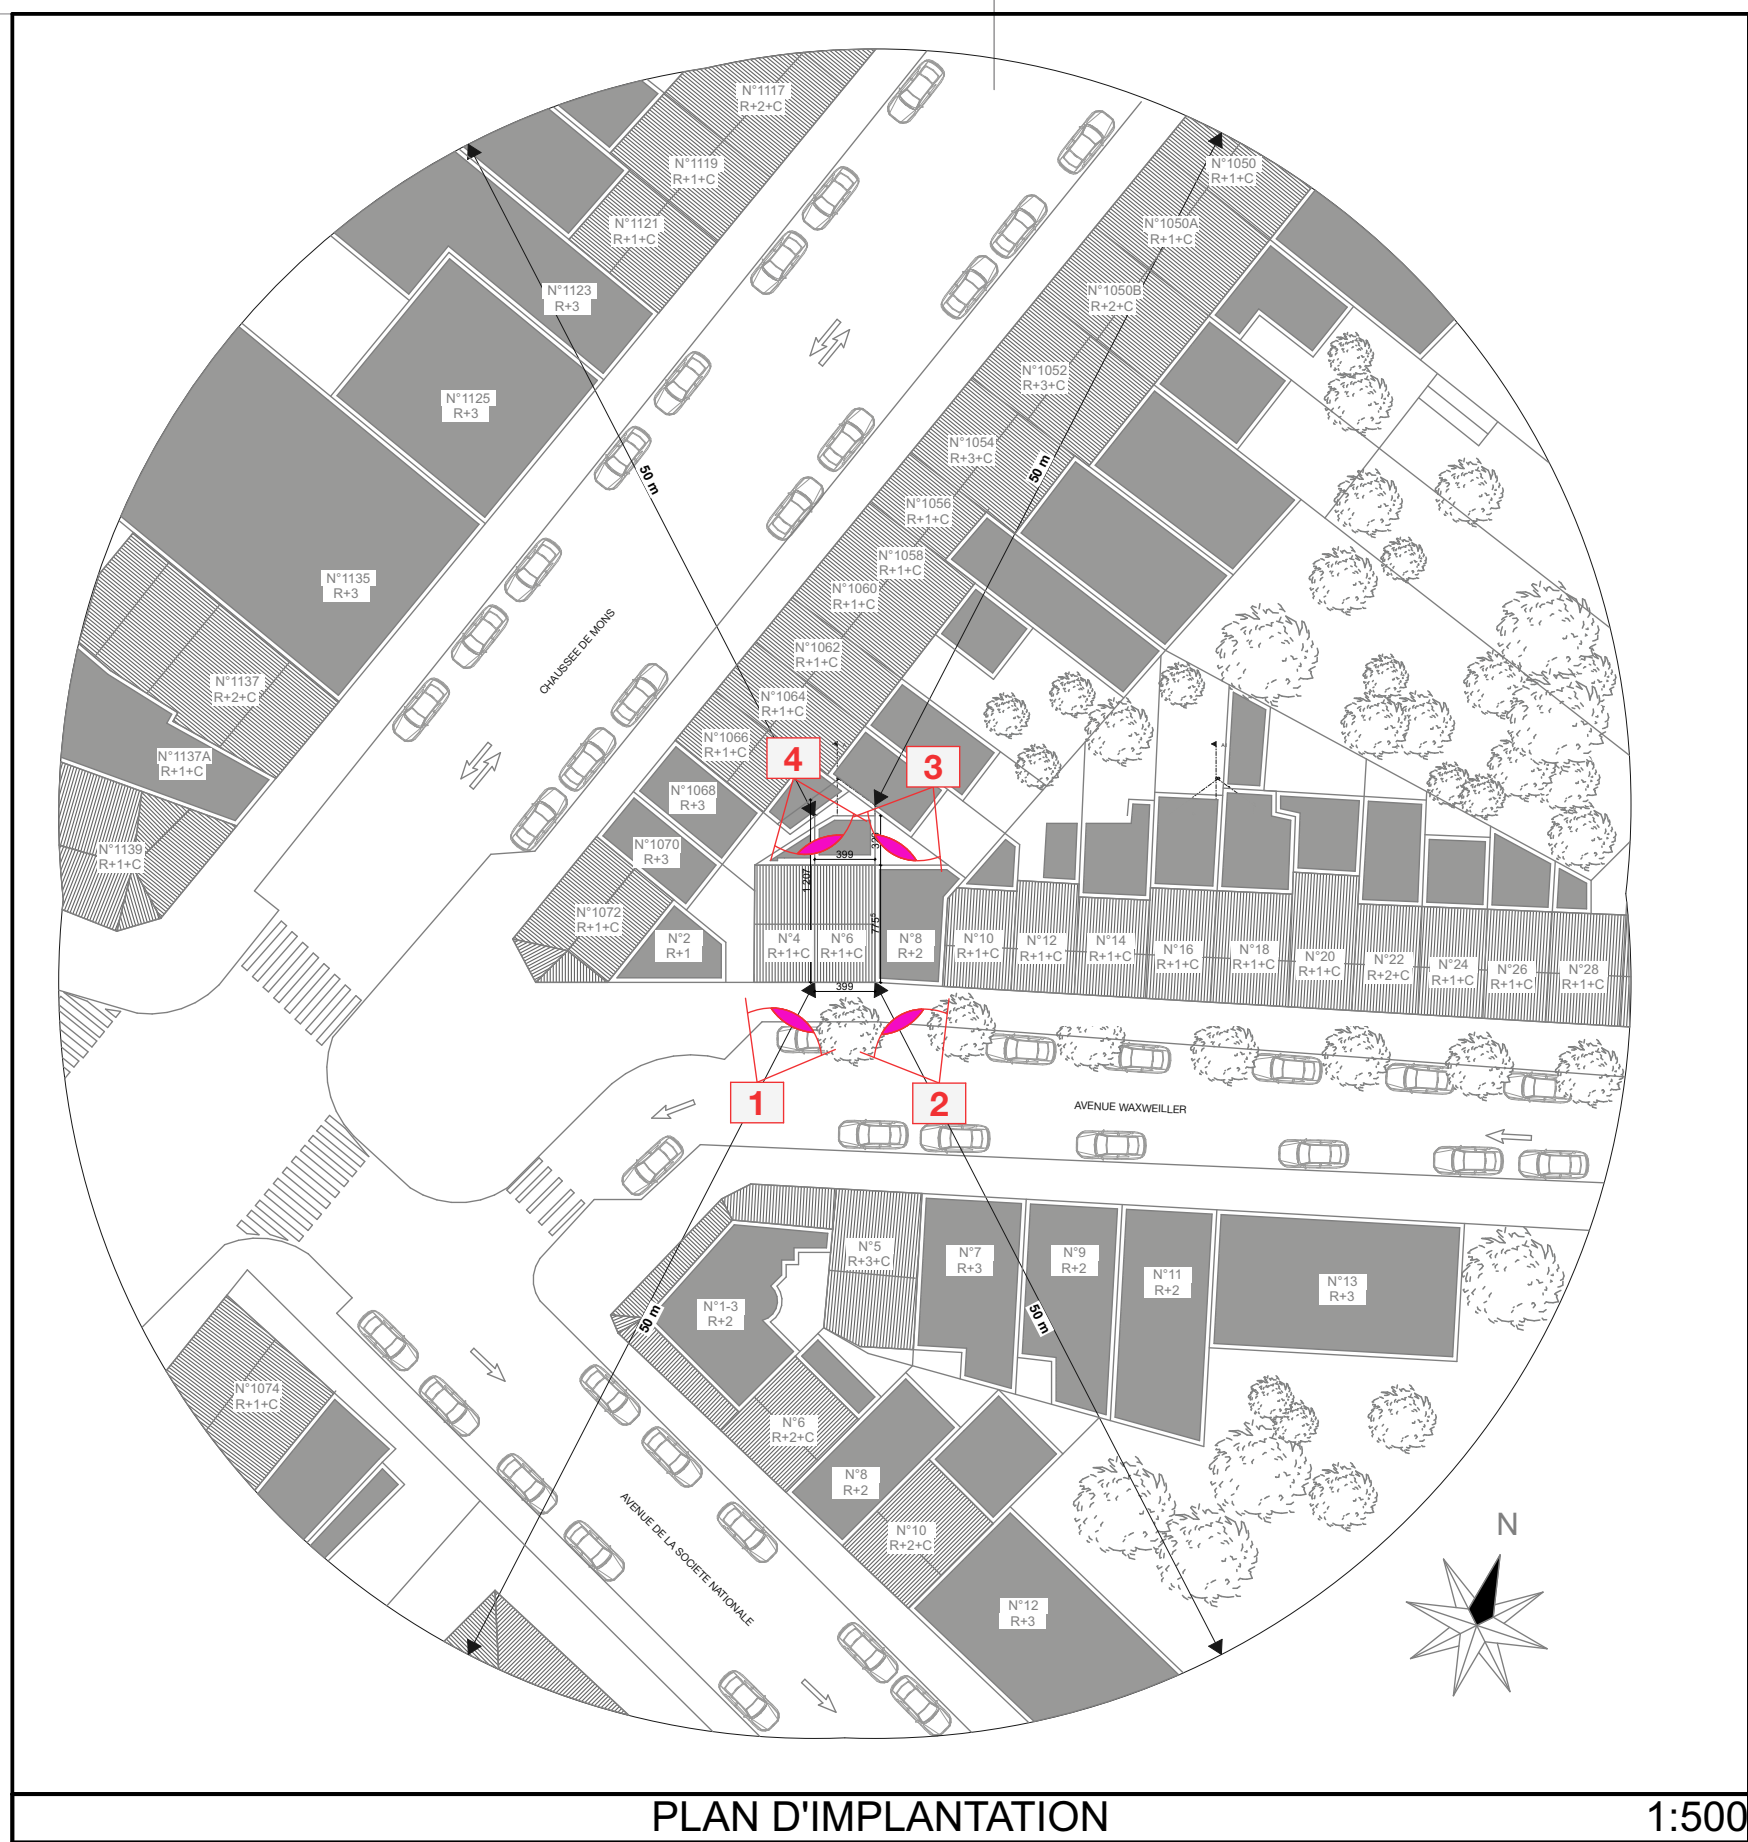 N°1117
R+2+C
N°1119
R+1+C
N°1121
R+1+C
N°1123
R+3
N°1125
R+3
N°1135
R+3
N°1137
R+2+C
N°1137A
R+1+C
N°1139
R+1+C
N°1050
R+1+C
N°1050A
R+1+C
N°1050B
R+2+C
N°1052
R+3+C
N°1054
R+3+C
N°1056
R+1+C
N°1058
R+1+C
N°1060
R+1+C
N°1062
R+1+C
N°1064
R+1+C
N°1066
R+1+C
N°1068
R+3
N°1070
R+3
N°1072
R+1+C
50 m
50 m
CHAUSSEE DE MONS
4
3
399
1 207
775⁵
N°2
R+1
N°4
R+1+C
N°6
R+1+C
N°8
R+2
N°10
R+1+C
N°12
R+1+C
N°14
R+1+C
N°16
R+1+C
N°18
R+1+C
N°20
R+1+C
N°22
R+2+C
N°24
R+1+C
N°26
R+1+C
N°28
R+1+C
399
1
2
AVENUE WAXWEILLER
N°5
R+3+C
N°7
R+3
N°9
R+2
N°11
R+2
N°13
R+3
N°1-3
R+2
50 m
50 m
N°1074
R+1+C
N°6
R+2+C
N°8
R+2
N°10
R+2+C
N°12
R+3
AVENUE DE LA SOCIETE NATIONALE
N
PLAN D'IMPLANTATION
1:500